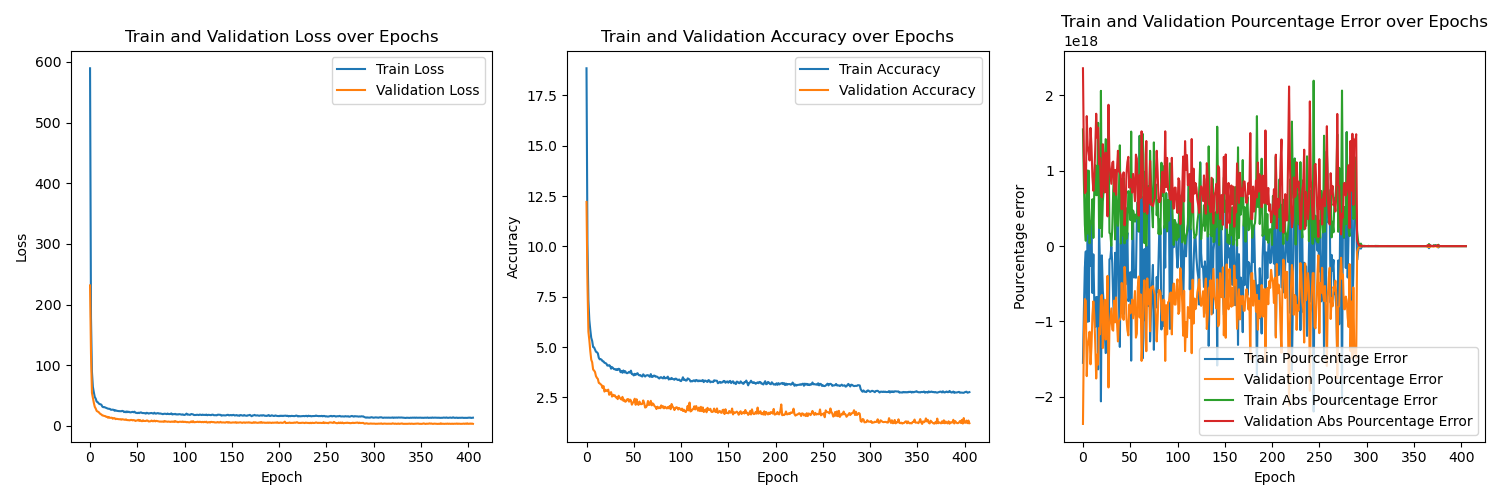 Train and Validation Loss over Epochs
Train Loss
Validation Loss
600
500
400
300
200
100
0
Loss
0 50 100 150 200 250 300 350 400
Epoch
Train and Validation Accuracy over Epochs
Train Accuracy
Validation Accuracy
17.5
15.0
12.5
10.0
7.5
5.0
2.5
Accuracy
0 50 100 150 200 250 300 350 400
Epoch
Train and Validation Pourcentage Error over Epochs
1e18
2
1
0
−1
−2
Pourcentage error
Train Pourcentage Error
Validation Pourcentage Error
Train Abs Pourcentage Error
Validation Abs Pourcentage Error
0 50 100 150 200 250 300 350 400
Epoch